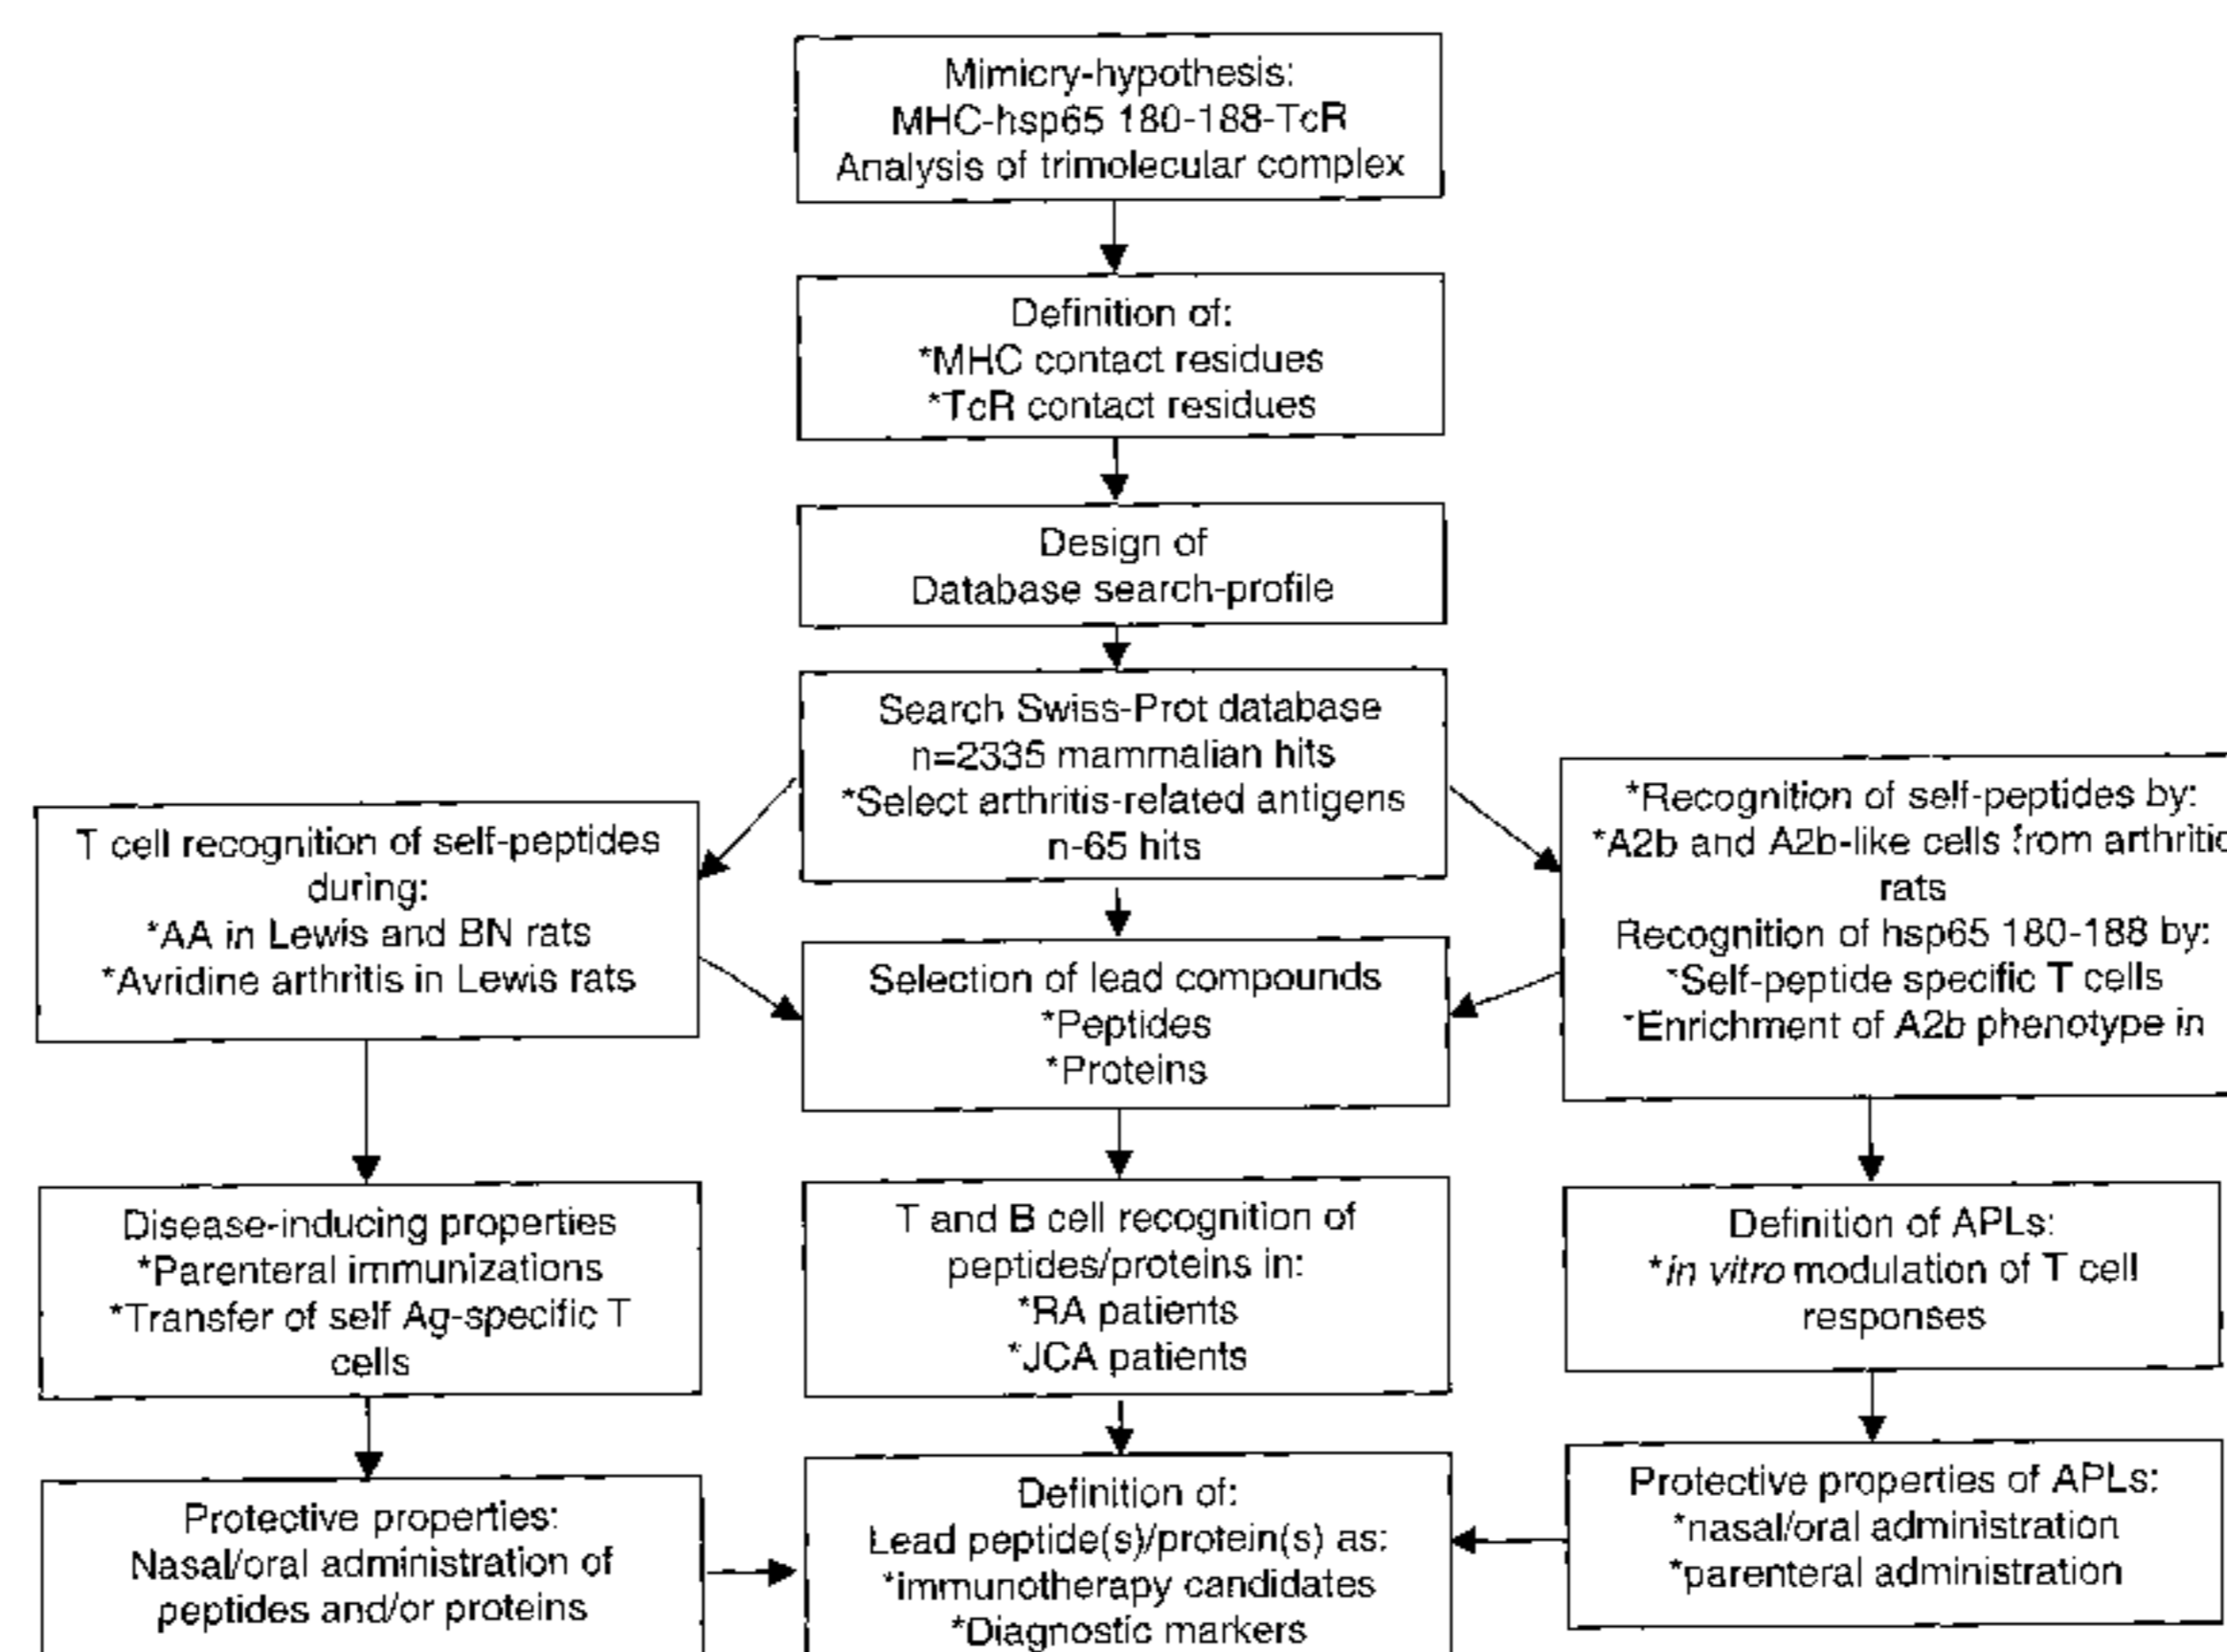 Mimicry-hypothesis:
MHC-hsp65 180-188-TcR
Analysis of trimolecular complex
Definition of:
*MHC contact residues
*TcR contact residues
Design of
Database search-profile
Search Swiss-Prot database
n=2335 mammalian hits
*Select arthritis-related antigens
n-65 hits
T cell recognition of self-peptides
during:
*AA in Lewis and BN rats
*Avridine arthritis in Lewis rats
*Recognition of self-peptides by:
*A2b and A2b-like cells from arthritic
rats
Recognition of hsp65 180-188 by:
*Self-peptide specific T cells
*Enrichment of A2b phenotype in
Selection of lead compounds
*Peptides
*Proteins
Disease-inducing properties
*Parenteral immunizations
*Transfer of self Ag-specific T
cells
T and B cell recognition of
peptides/proteins in:
*RA patients
*JCA patients
Definition of APLs:
*in vitro modulation of T cell
responses
Protective properties:
Nasal/oral administration of
peptides and/or proteins
Definition of:
Lead peptide(s)/protein(s) as:
*immunotherapy candidates
*Diagnostic markers
Protective properties of APLs:
*nasal/oral administration
*parenteral administration